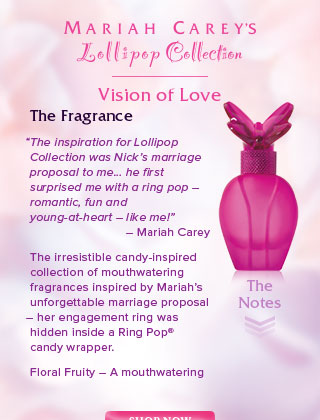 MARIAH CAREY'S
Lollipop Collection
Vision of Love
The Fragrance
“The inspiration for Lollipop
Collection was Nick’s marriage
proposal to me... he first
surprised me with a ring pop –
romantic, fun and
young-at-heart – like me!”
– Mariah Carey
The irresistible candy-inspired
collection of mouthwatering
fragrances inspired by Mariah’s
unforgettable marriage proposal
– her engagement ring was
hidden inside a Ring Pop®
candy wrapper.
Floral Fruity – A mouthwatering
The
Notes
SHOP NOW